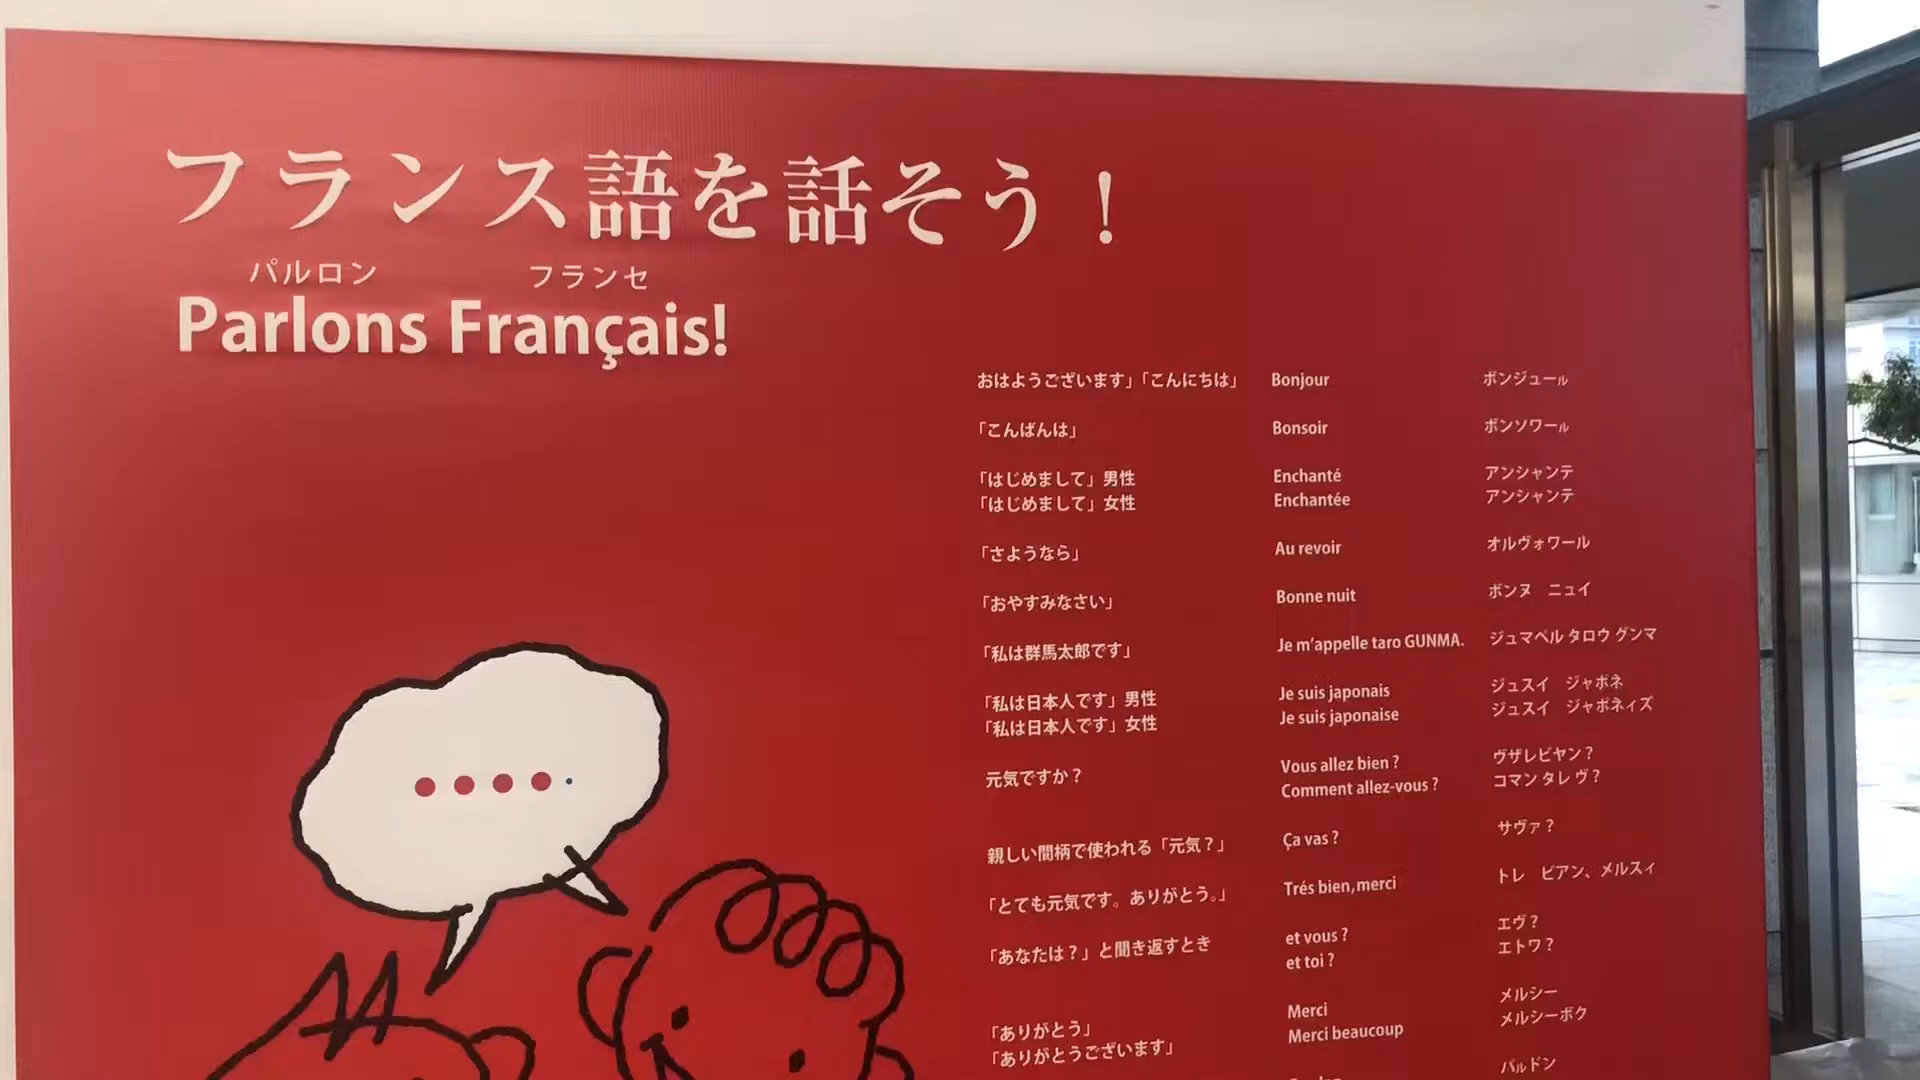 フランス語を話そう！
パルロン フランセ
Parlons Français!
おはようございます」「こんにちは」 Bonjour ボンジュール
「こんばんは」 Bonsoir ボンソワール
「はじめまして」男性 Enchanté アンシャンテ
「はじめまして」女性 Enchantée アンシャンテ
「さようなら」 Au revoir オルヴォワール
「おやすみなさい」 Bonne nuit ボンヌ ニュイ
「私は群馬太郎です」 Je m’appelle taro GUNMA. ジュマペル タロウ グンマ
「私は日本人です」男性 Je suis japonais ジュスイ ジャポネ
「私は日本人です」女性 Je suis japonaise ジュスイ ジャポネィズ
元気ですか？ Vous allez bien ? ヴザレビヤン？
Comment allez-vous ? コマン タレ ヴ？
親しい間柄で使われる「元気？」 Ça vas ? サヴァ？
「とても元気です。ありがとう。」 Trés bien,merci トレ ビアン、メルスィ
「あなたは？」と聞き返すとき et vous ? エヴ？
et toi ? エトワ？
「ありがとう」 Merci メルシー
「ありがとうございます」 Merci beaucoup メルシーボク
パルドン